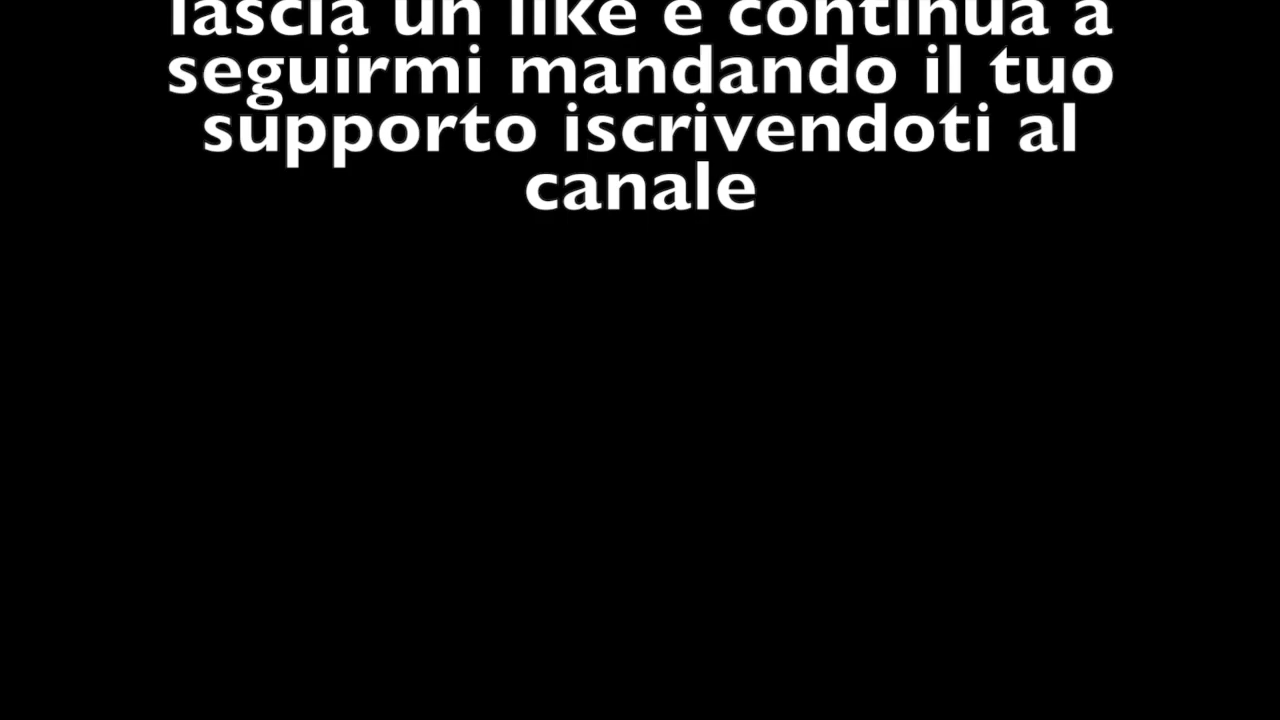 lascia un like e continua a
seguirmi mandando il tuo
supporto iscrivendoti al
canale